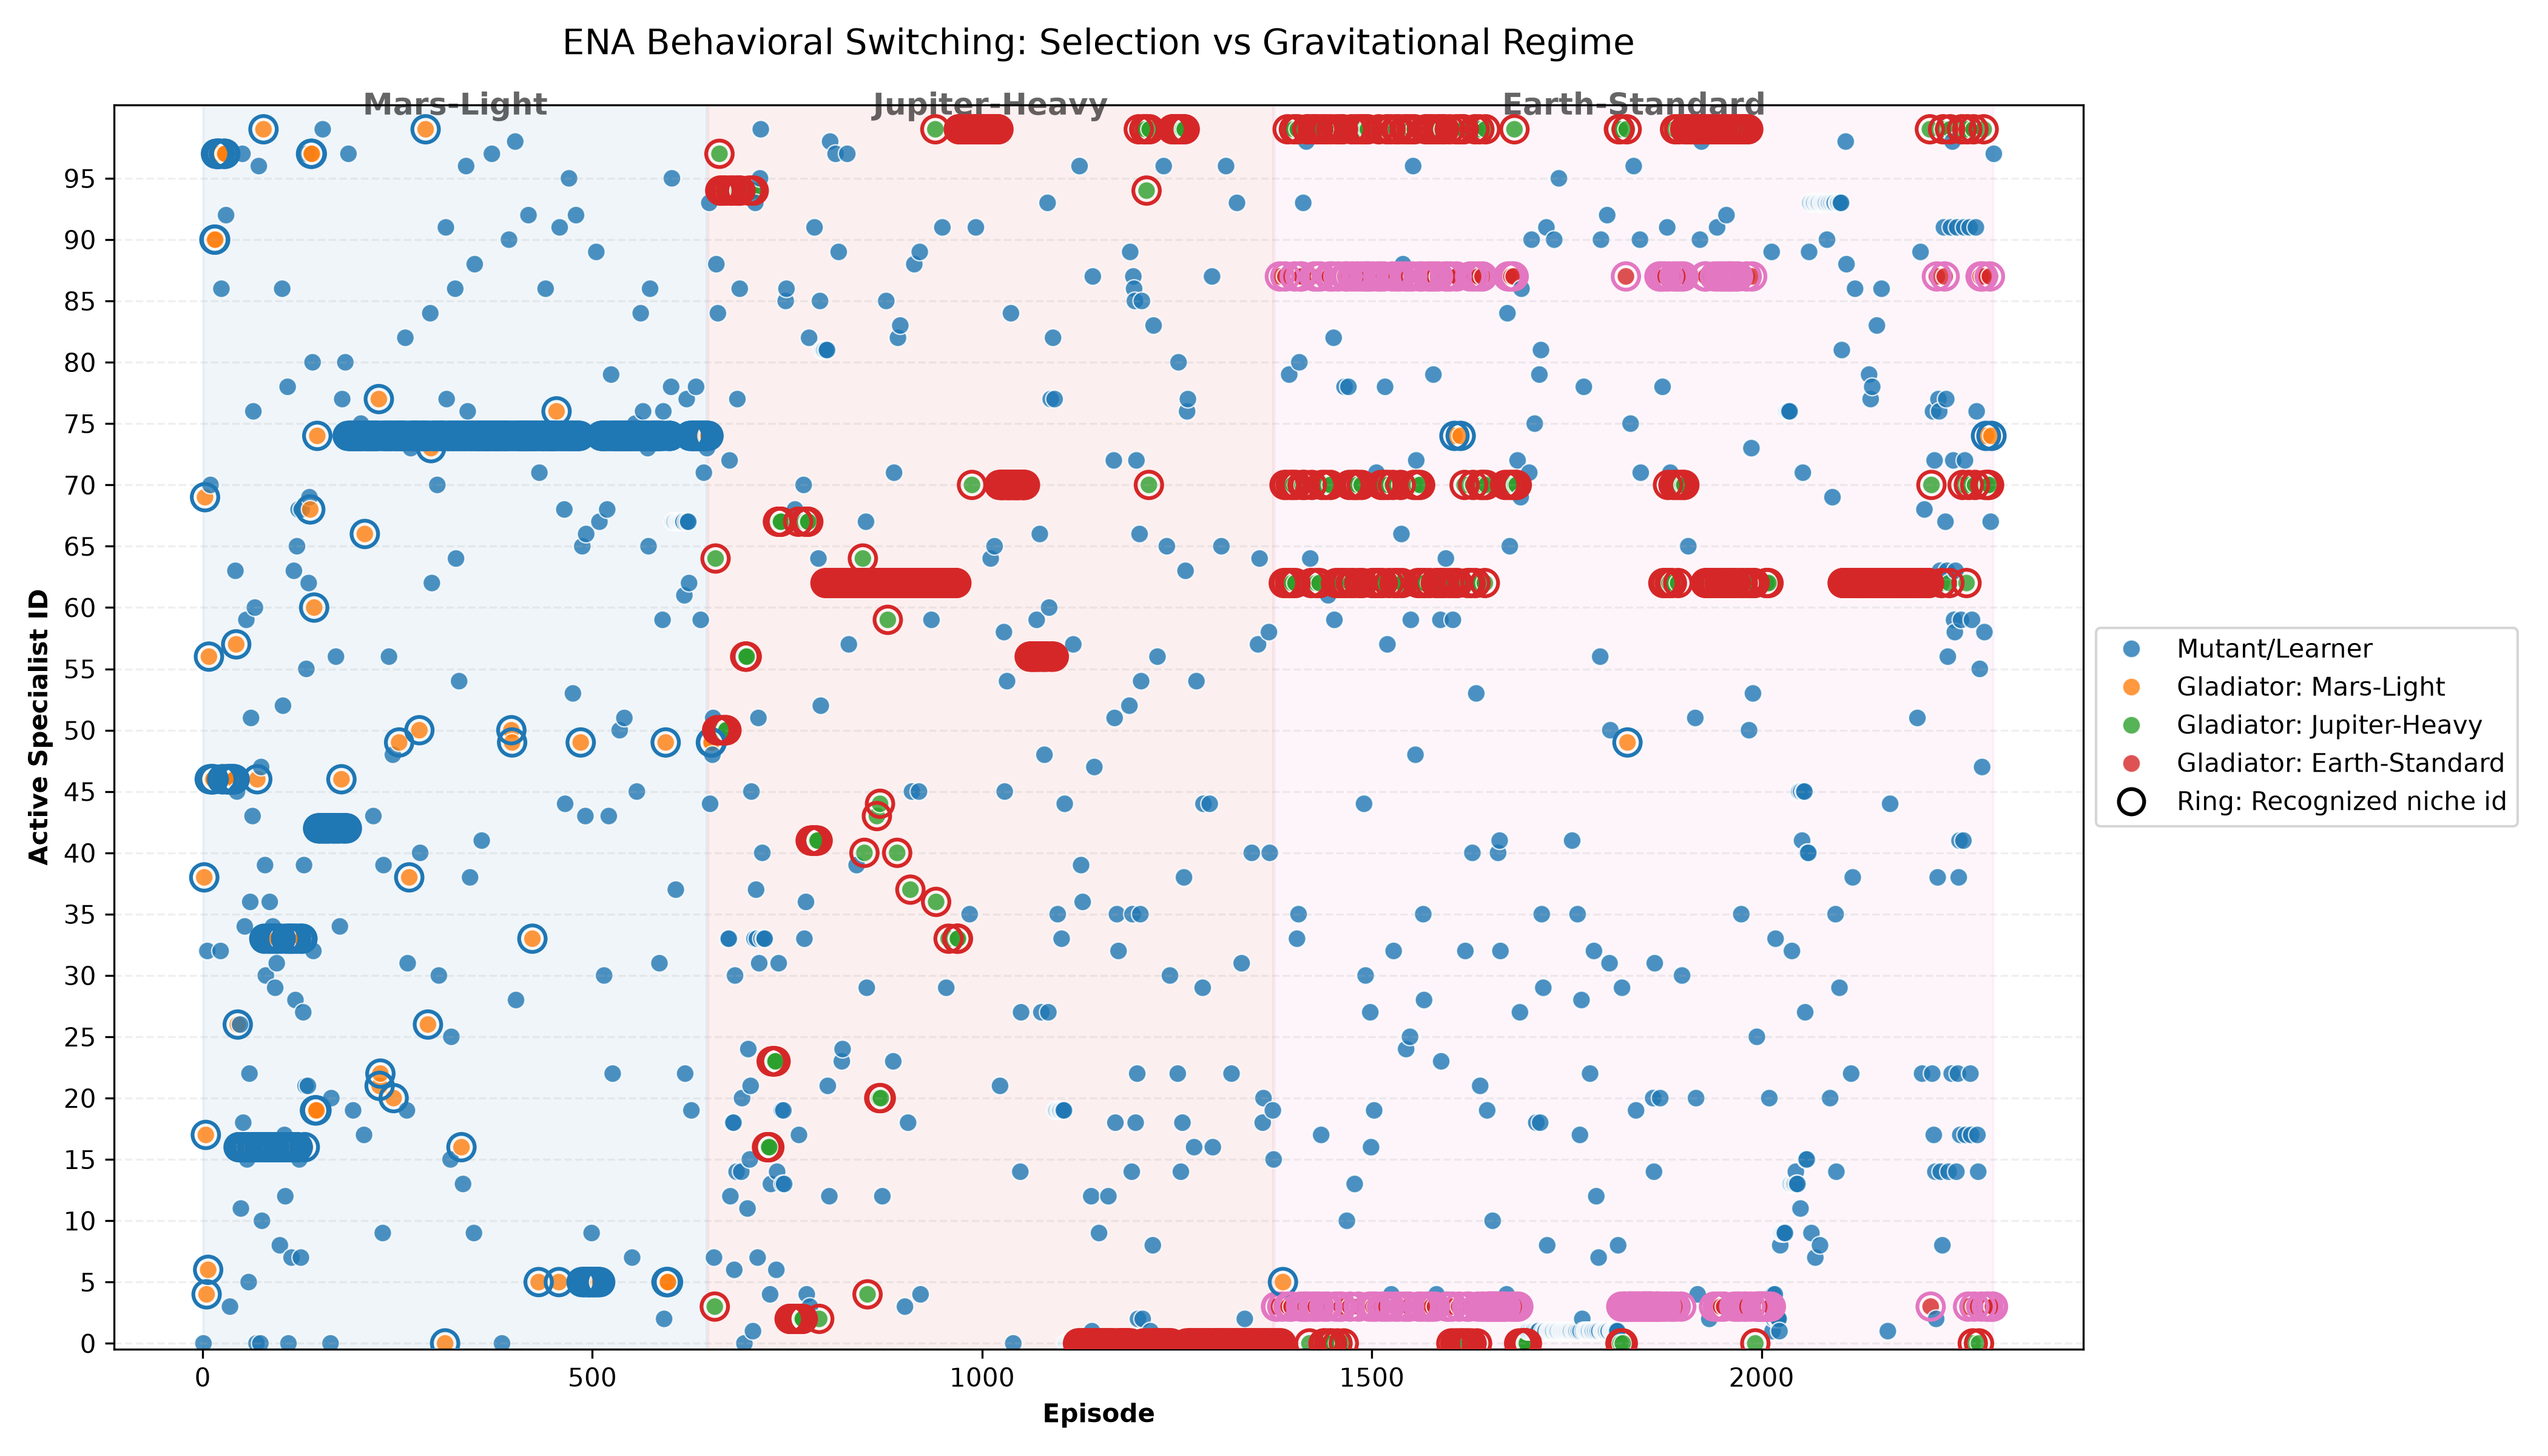 ENA Behavioral Switching: Selection vs Gravitational Regime
Mars-Light
Jupiter-Heavy
Earth-Standard
Active Specialist ID
95
90
85
80
75
70
65
60
55
50
45
40
35
30
25
20
15
10
5
0
0
500
1000
1500
2000
Episode
Mutant/Learner
Gladiator: Mars-Light
Gladiator: Jupiter-Heavy
Gladiator: Earth-Standard
Ring: Recognized niche id